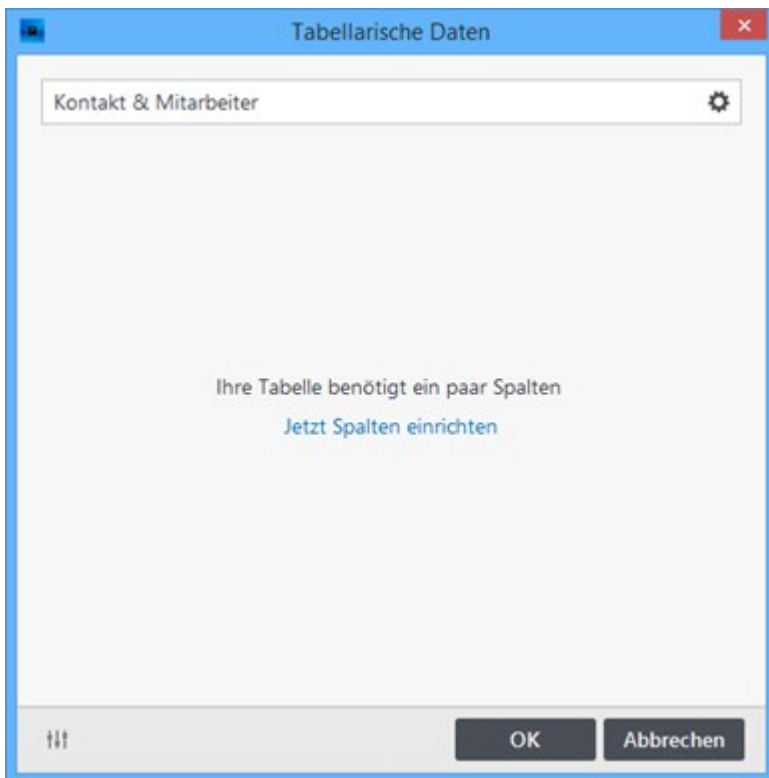 Tabellarische Daten
Kontakt & Mitarbeiter
Ihre Tabelle benötigt ein paar Spalten
Jetzt Spalten einrichten
OK
Abbrechen